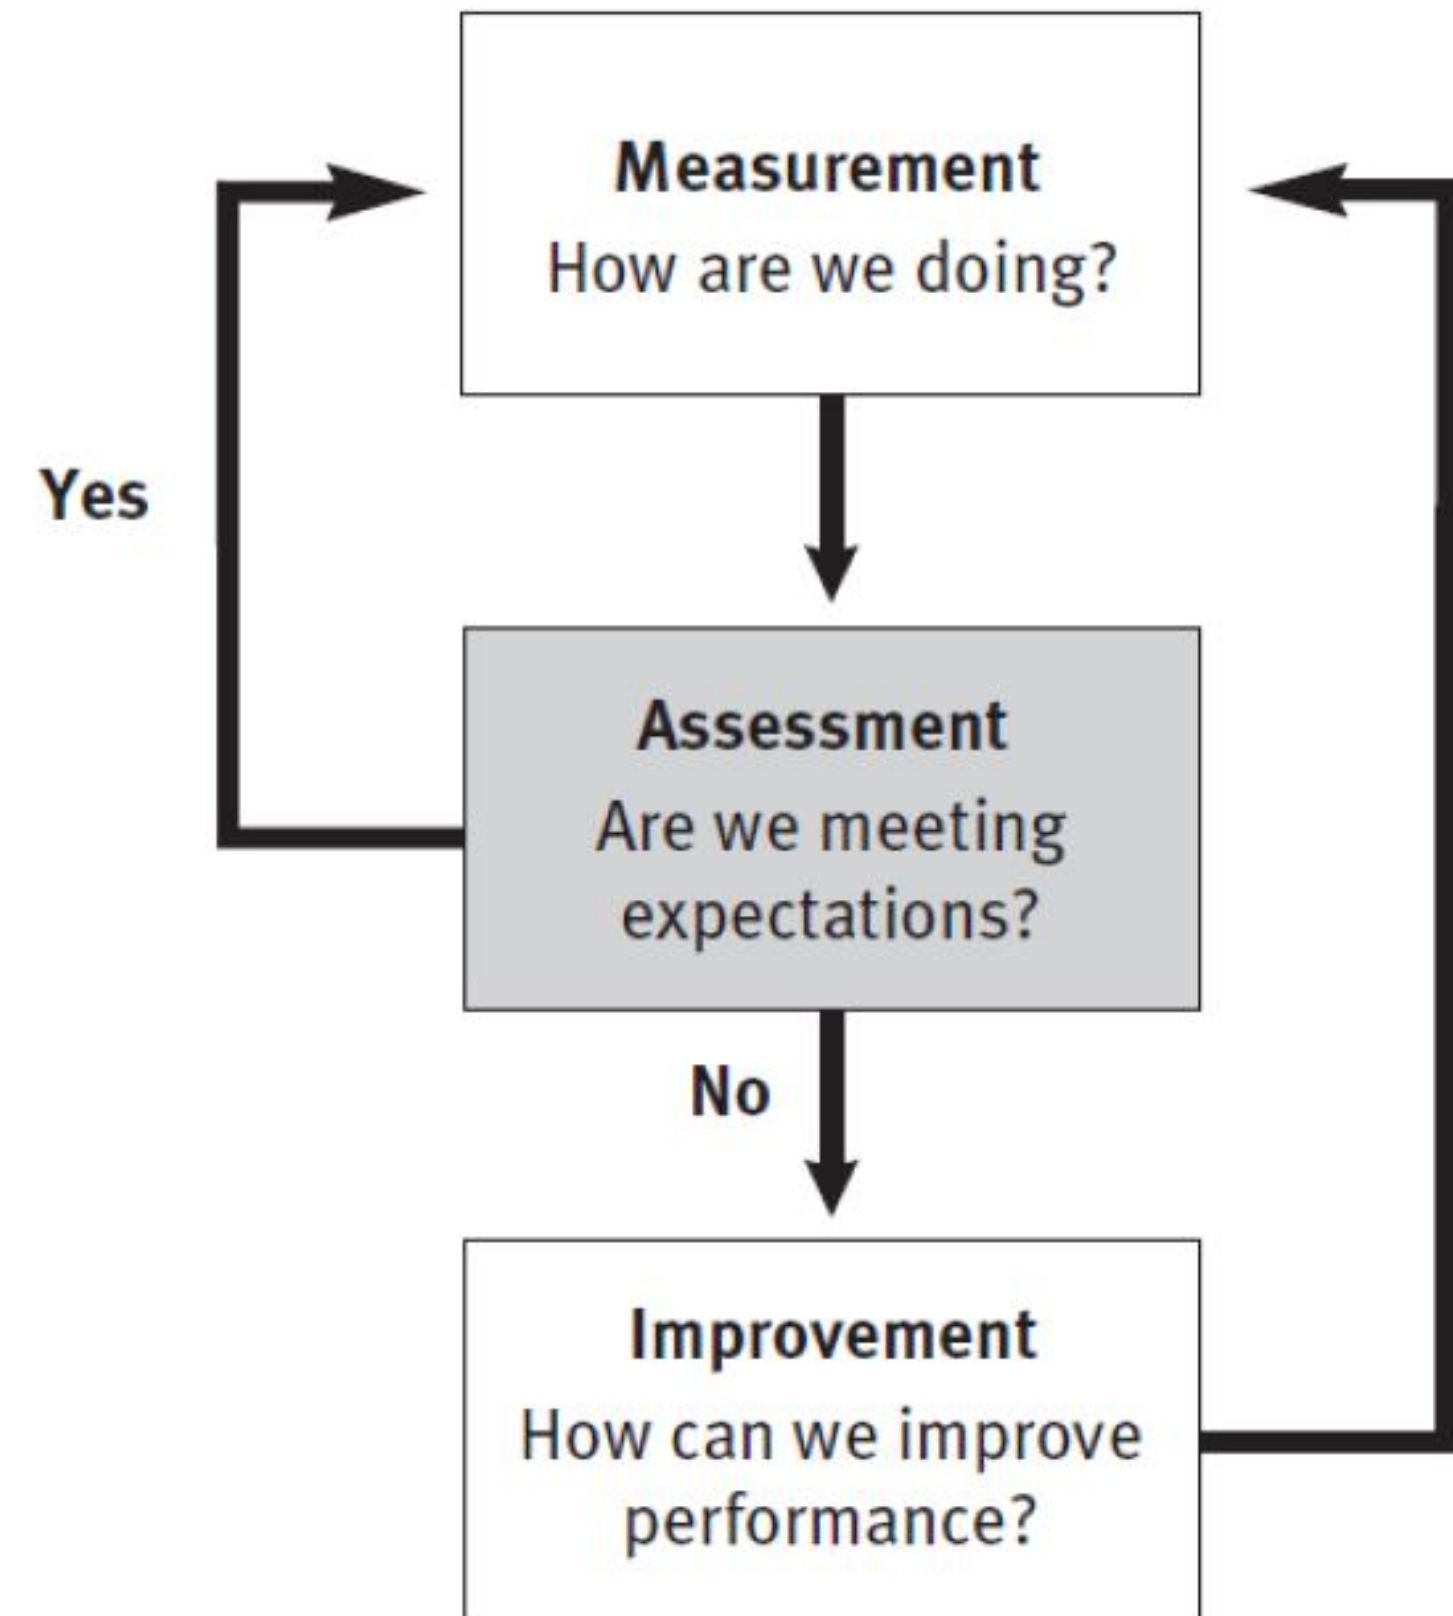 Measurement
How are we doing?
Yes
Assessment
Are we meeting
expectations?
No
Improvement
How can we improve
performance?